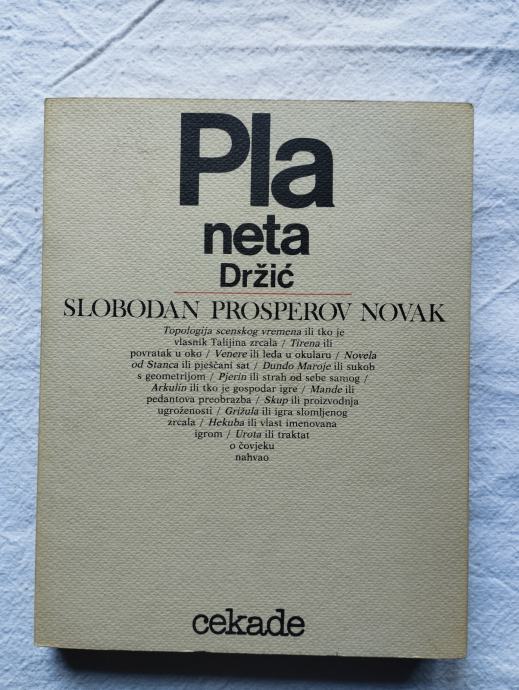 Pla
neta
Držić
SLOBODAN PROSPEROV NOVAK
Topologija scenskog vremena ili tko je
vlasnik Talijina zrcala / Tirena ili
povratak u oko / Venere ili leda u okularu / Novela
od Stanca ili pješčani sat / Dundo Maroje ili sukob
s geometrijom / Pjerin ili strah od sebe samog /
Arkulin ili tko je gospodar igre / Mande ili
pedantova preobrazba / Skup ili proizvodnja
ugroženosti / Grižula ili igra slomljenog
zrcala / Hekuba ili vlast imenovana
igrom / Urota ili traktat
o čovjeku
nahvao
cekade